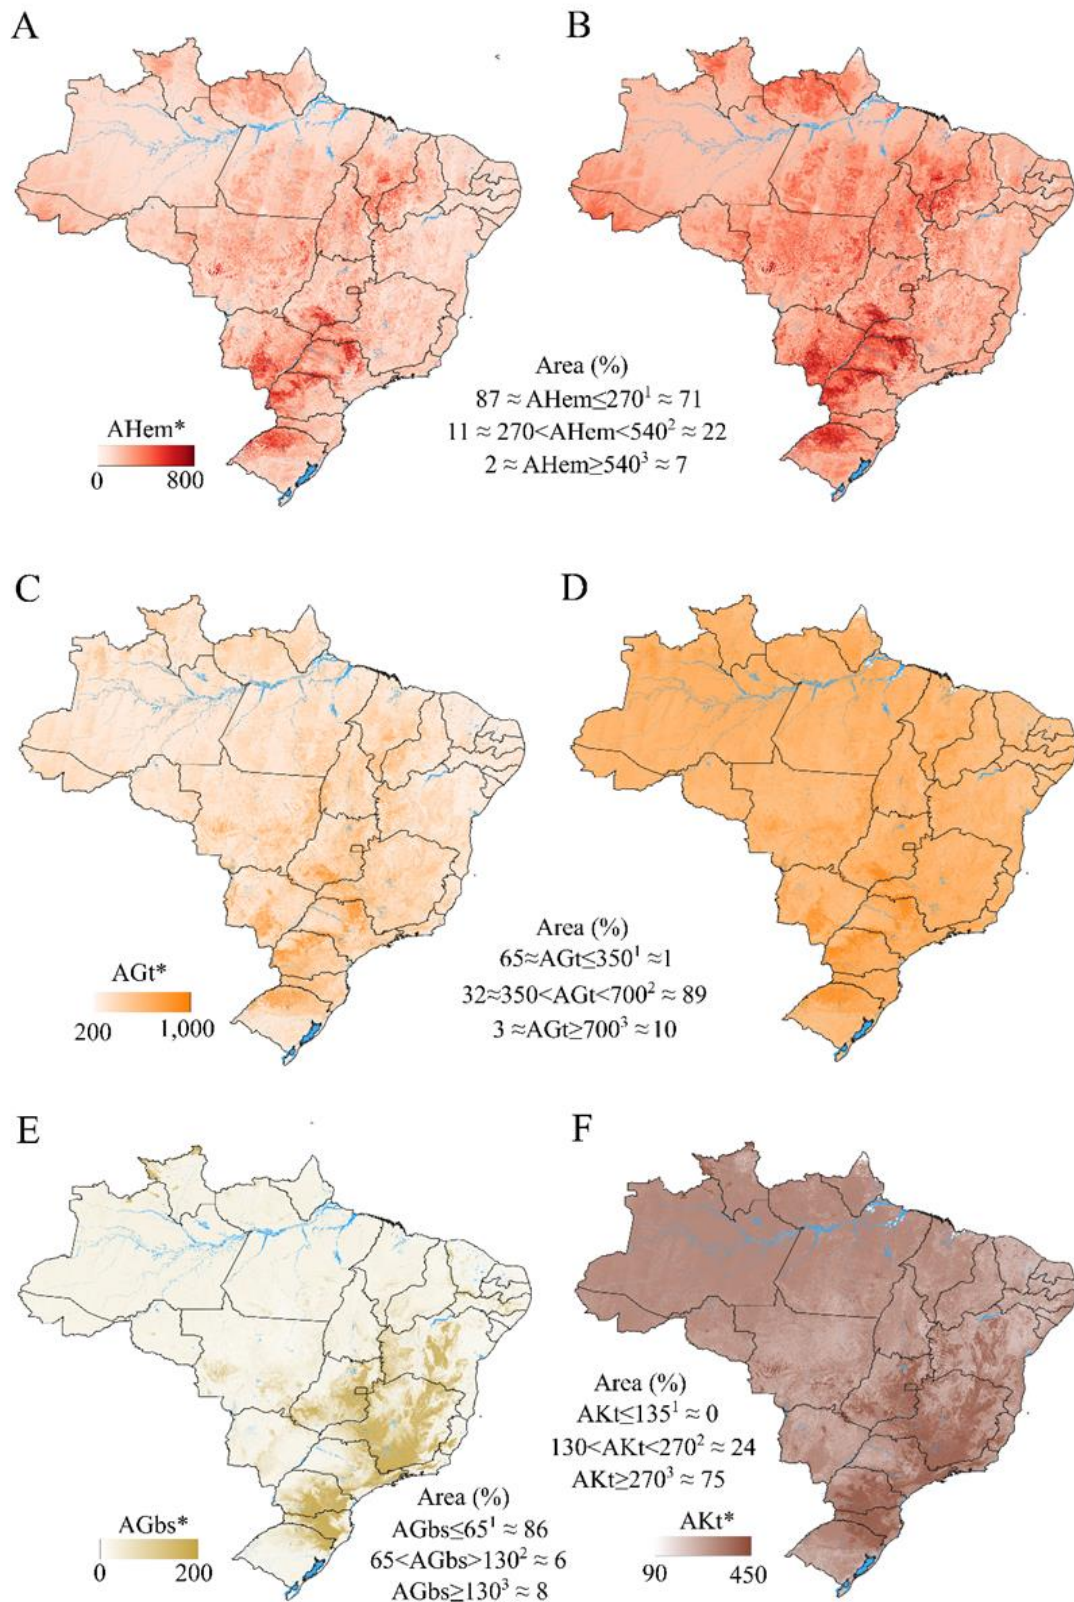 A
B
Area (%)
87 ≈ AHem≤270¹ ≈ 71
11 ≈ 270<AHem<540² ≈ 22
2 ≈ AHem≥540³ ≈ 7
AHem*
0 800
C
D
Area (%)
65≈AGt≤350¹ ≈1
32≈350<AGt<700² ≈ 89
3 ≈AGt≥700³ ≈ 10
AGt*
200 1,000
E
F
Area (%)
AKt≤135¹ ≈ 0
130<AKt<270² ≈ 24
AKt≥270³ ≈ 75
Area (%)
AGbs≤65¹ ≈ 86
65<AGbs>130² ≈ 6
AGbs≥130³ ≈ 8
AGbs*
0 200
AKt*
90 450